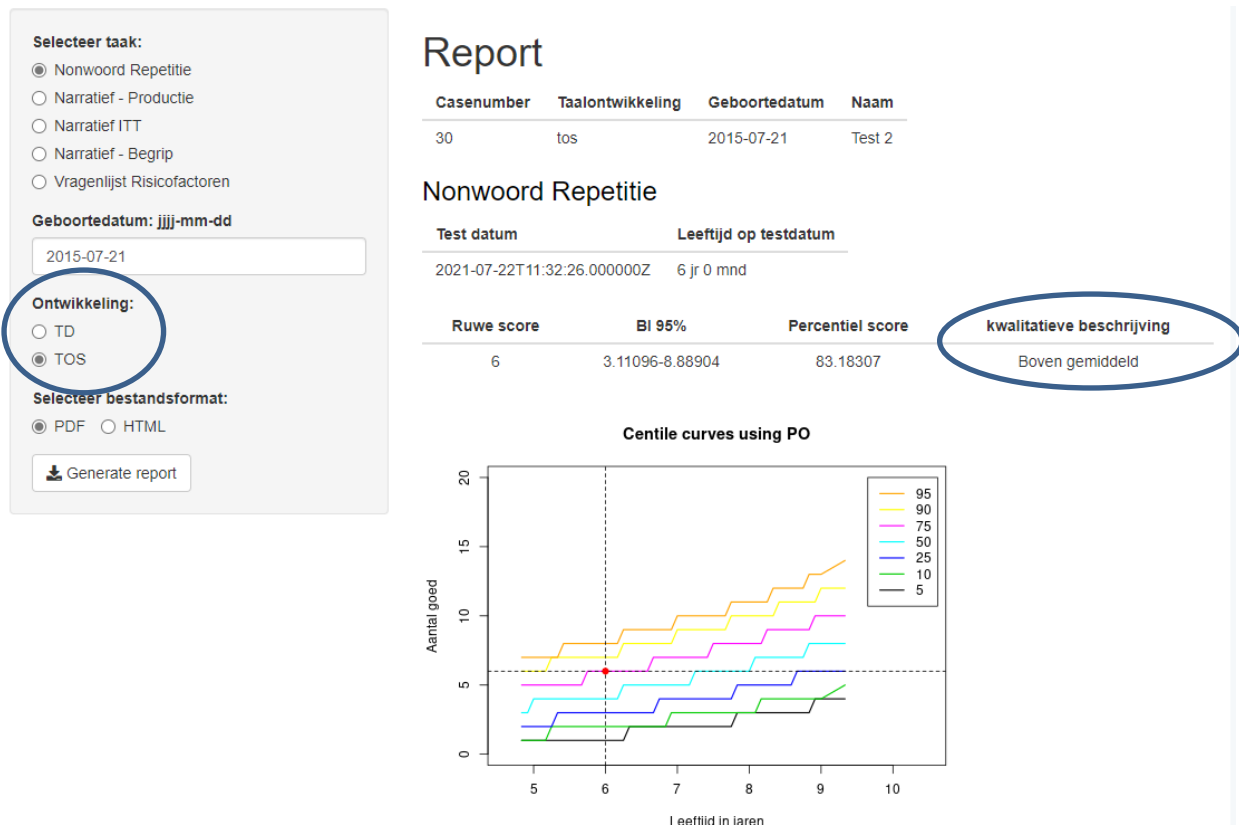 Selecteer taak:
Nonwoord Repetitie
Narratief - Productie
Narratief ITT
Narratief - Begrip
Vragenlijst Risicofactoren
Geboortedatum: jjjj-mm-dd
2015-07-21
Ontwikkeling:
TD
TOS
Selecteer bestandsformat:
PDF HTML
Generate report
Report
Casenumber Taalontwikkeling Geboortedatum Naam
30 tos 2015-07-21 Test 2
Nonwoord Repetitie
Test datum Leeftijd op testdatum
2021-07-22T11:32:26.000000Z 6 jr 0 mnd
Ruwe score BI 95% Percentiel score kwalitatieve beschrijving
6 3.11096-8.88904 83.18307 Boven gemiddeld
Centile curves using PO
Aantal goed
20
15
10
5
0
95
90
75
50
25
10
5
5 6 7 8 9 10
Leeftijd in jaren